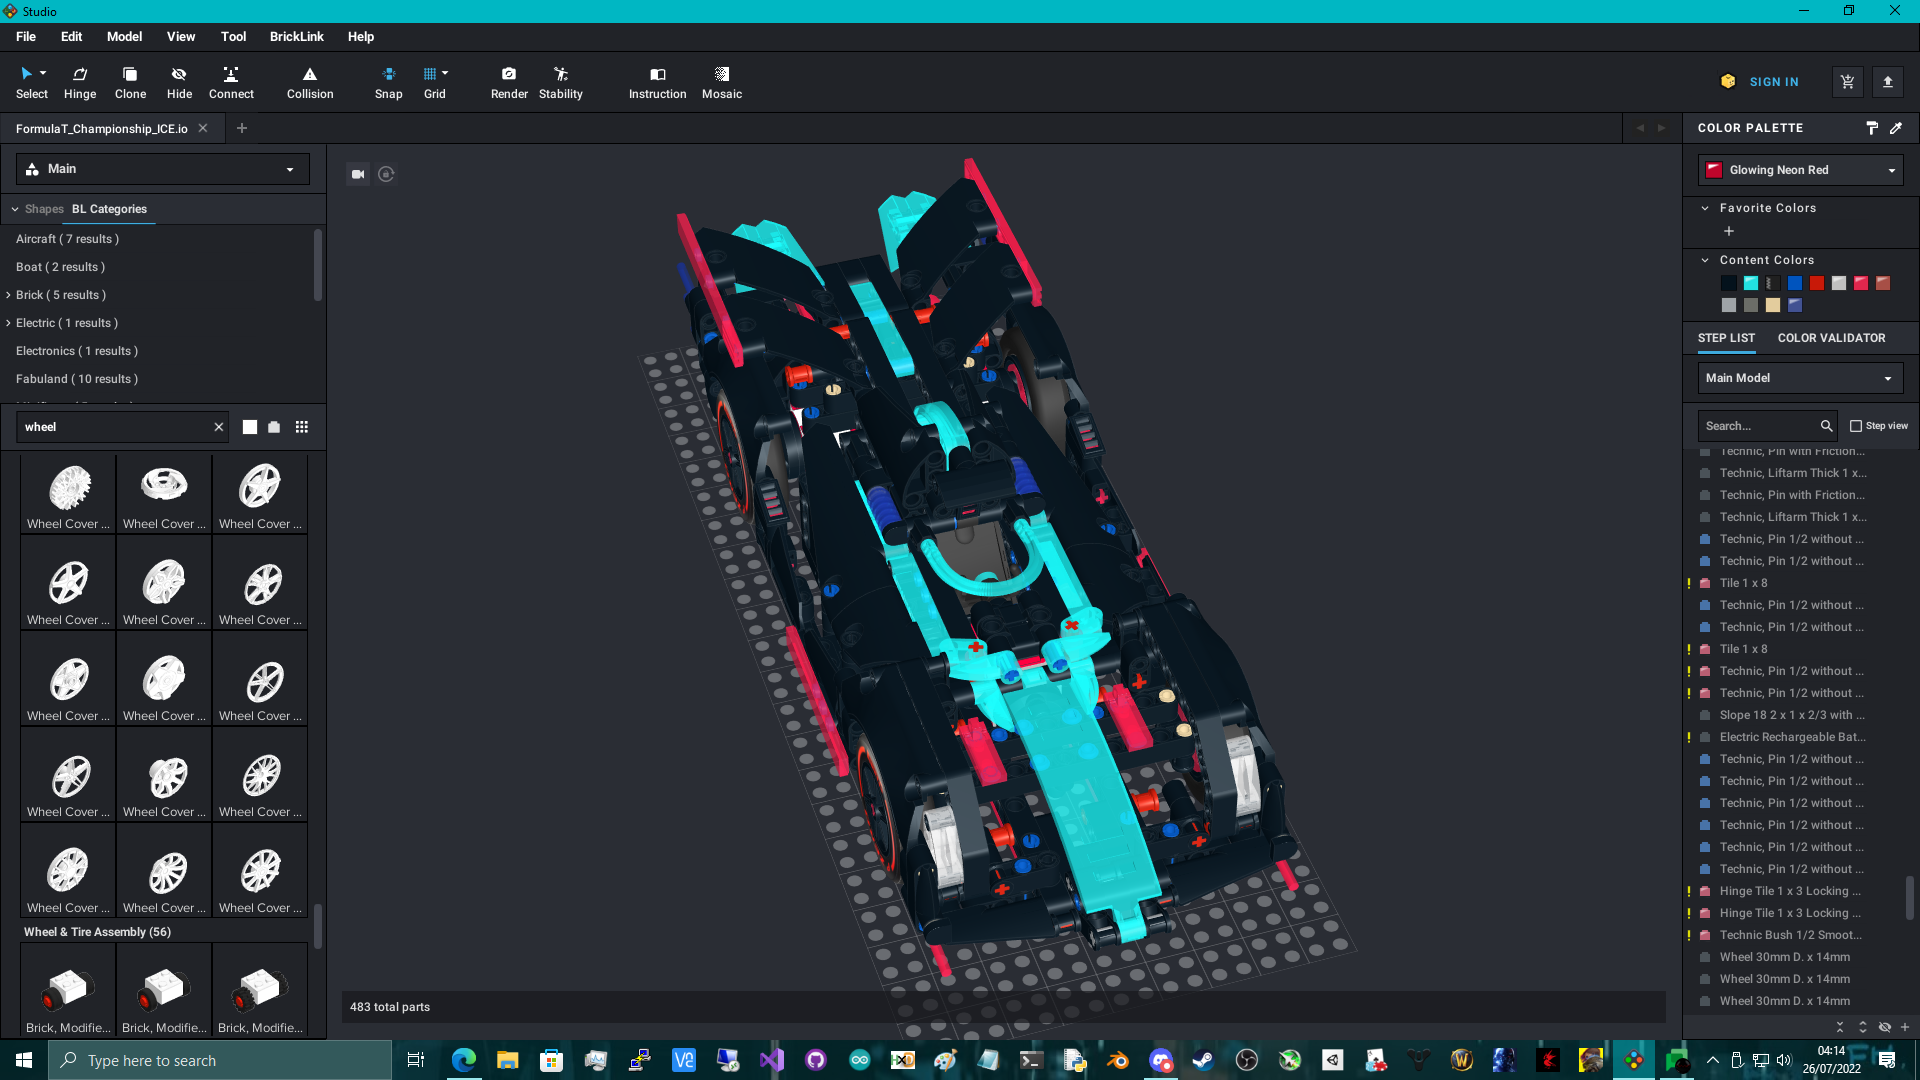 Studio
File Edit Model View Tool BrickLink Help
Select Hinge Clone Hide Connect Collision Snap Grid Render Stability Instruction Mosaic
SIGN IN
FormulaT_Championship_ICE.io
Main
Shapes BL Categories
Aircraft ( 7 results )
Boat ( 2 results )
Brick ( 5 results )
Electric ( 1 results )
Electronics ( 1 results )
Fabuland ( 10 results )
wheel
Wheel Cover ... Wheel Cover ... Wheel Cover ...
Wheel Cover ... Wheel Cover ... Wheel Cover ...
Wheel Cover ... Wheel Cover ... Wheel Cover ...
Wheel Cover ... Wheel Cover ... Wheel Cover ...
Wheel Cover ... Wheel Cover ... Wheel Cover ...
Wheel & Tire Assembly (56)
Brick, Modifie... Brick, Modifie... Brick, Modifie...
483 total parts
COLOR PALETTE
Glowing Neon Red
Favorite Colors
Content Colors
STEP LIST COLOR VALIDATOR
Main Model
Search... Step view
Technic, Pin with Friction...
Technic, Liftarm Thick 1 x...
Technic, Pin with Friction...
Technic, Liftarm Thick 1 x...
Technic, Pin 1/2 without ...
Technic, Pin 1/2 without ...
Tile 1 x 8
Technic, Pin 1/2 without ...
Technic, Pin 1/2 without ...
Tile 1 x 8
Technic, Pin 1/2 without ...
Technic, Pin 1/2 without ...
Slope 18 2 x 1 x 2/3 with ...
Electric Rechargeable Bat...
Technic, Pin 1/2 without ...
Technic, Pin 1/2 without ...
Technic, Pin 1/2 without ...
Technic, Pin 1/2 without ...
Technic, Pin 1/2 without ...
Technic, Pin 1/2 without ...
Hinge Tile 1 x 3 Locking ...
Hinge Tile 1 x 3 Locking ...
Technic Bush 1/2 Smoot...
Wheel 30mm D. x 14mm
Wheel 30mm D. x 14mm
Wheel 30mm D. x 14mm
Type here to search
04:14
26/07/2022